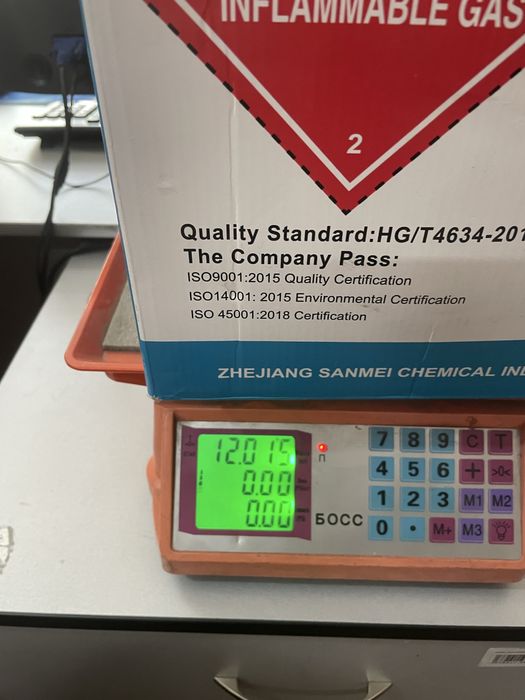 INFLAMMABLE GAS
2
Quality Standard:HG/T4634-201
The Company Pass:
ISO9001:2015 Quality Certification
ISO14001: 2015 Environmental Certification
ISO 45001:2018 Certification
ZHEJIANG SANMEI CHEMICAL IN
12.015
0.00
0.00
П
БОСС
7 8 9 C T
4 5 6 + >0<
1 2 3 M1 M2
0 . M+ M3